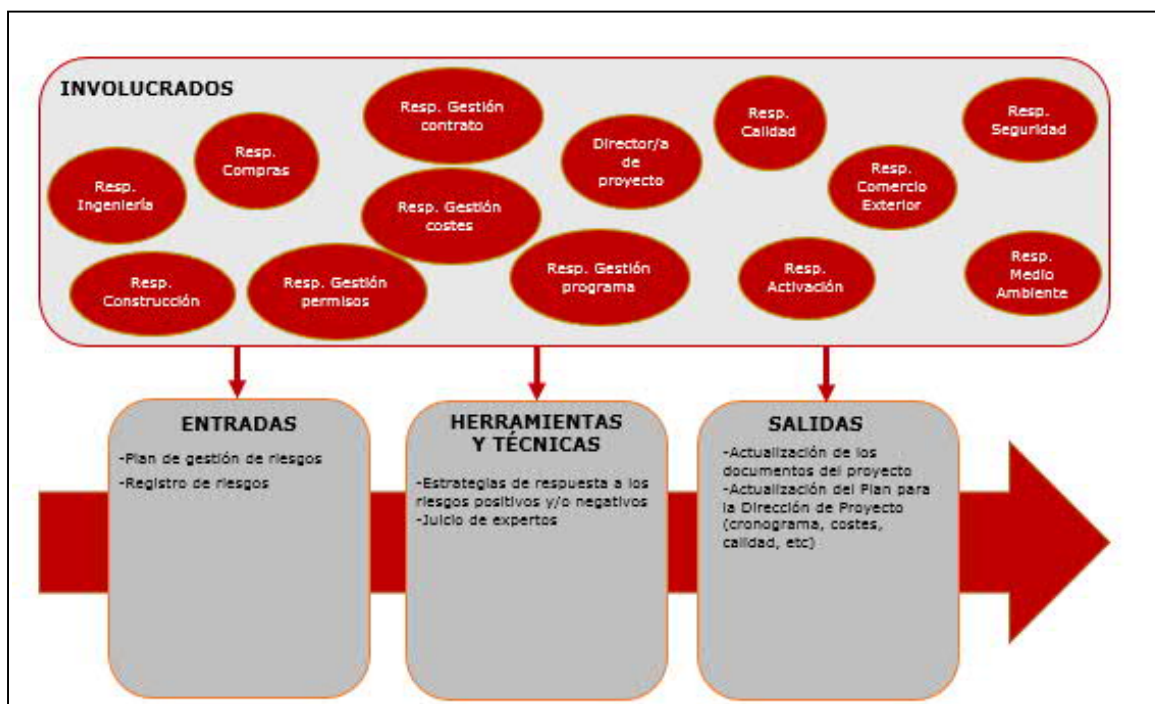 INVOLUCRADOS
Resp.
Ingeniería
Resp.
Compras
Resp. Gestión
contrato
Resp. Gestión
costes
Director/a
de
proyecto
Resp.
Calidad
Resp.
Comercio
Exterior
Resp.
Seguridad
Resp.
Construcción
Resp. Gestión
permisos
Resp. Gestión
programa
Resp.
Activación
Resp.
Medio
Ambiente
ENTRADAS
-Plan de gestión de riesgos
-Registro de riesgos
HERRAMIENTAS
Y TÉCNICAS
-Estrategias de respuesta a los
riesgos positivos y/o negativos
-Juicio de expertos
SALIDAS
-Actualización de los
documentos del proyecto
-Actualización del Plan para
la Dirección de Proyecto
(cronograma, costes,
calidad, etc)